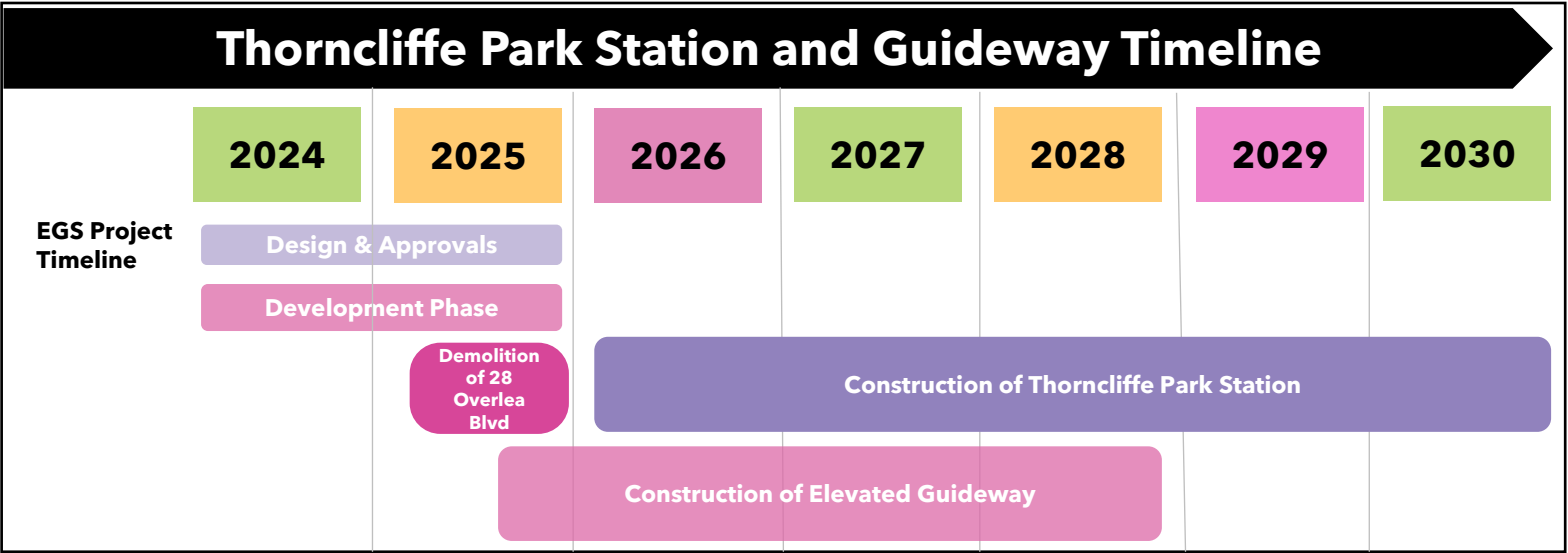 Thorncliffe Park Station and Guideway Timeline
2024
2025
2026
2027
2028
2029
2030
EGS Project
Timeline
Design & Approvals
Development Phase
Demolition
of 28
Overlea
Blvd
Construction of Thorncliffe Park Station
Construction of Elevated Guideway